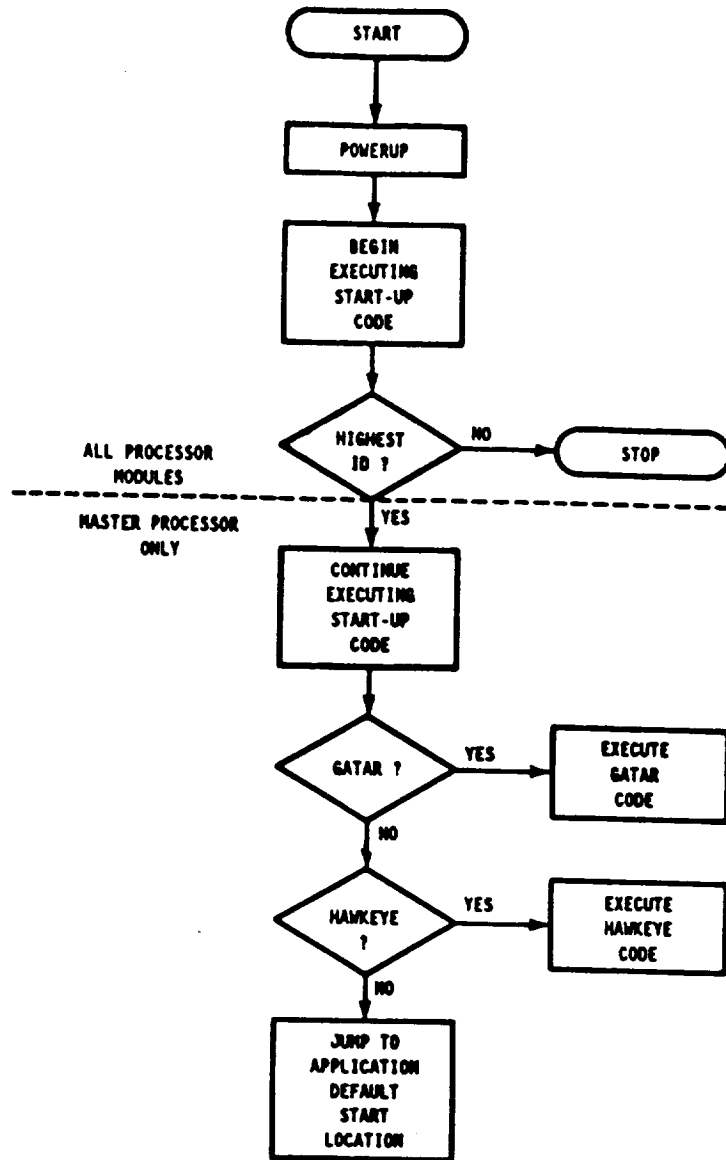 START
POWERUP
BEGIN
EXECUTING
START-UP
CODE
HIGHEST
ID ?
NO
STOP
ALL PROCESSOR
MODULES
MASTER PROCESSOR
ONLY
YES
CONTINUE
EXECUTING
START-UP
CODE
GATAR ?
YES
EXECUTE
GATAR
CODE
NO
HAWKEYE
?
YES
EXECUTE
HAWKEYE
CODE
NO
JUMP TO
APPLICATION
DEFAULT
START
LOCATION